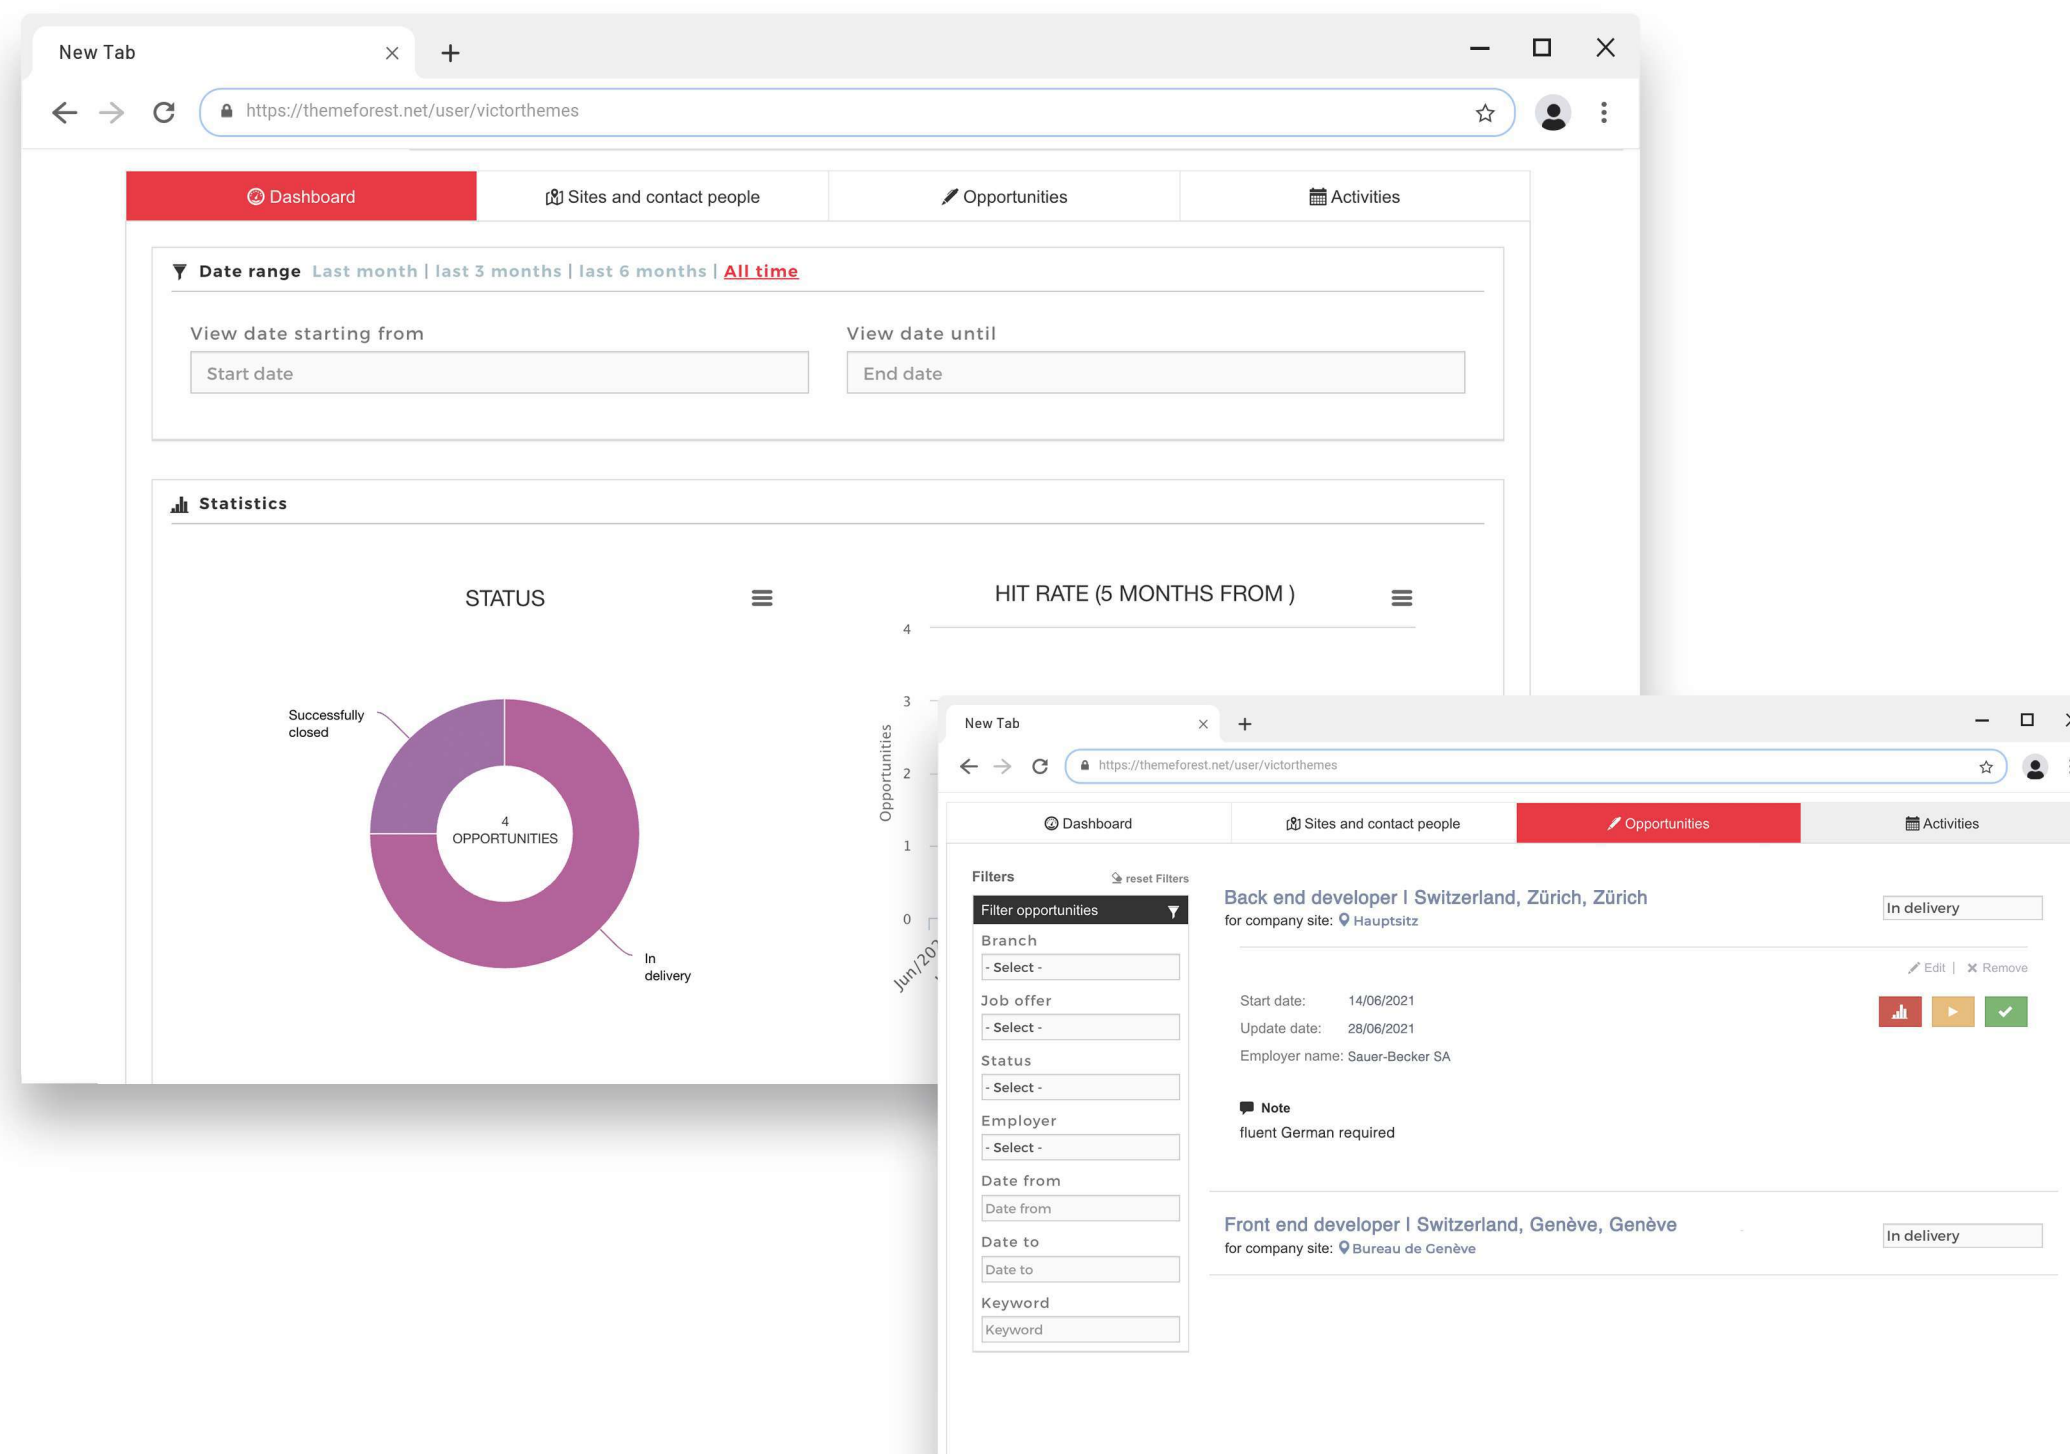 New Tab
https://themeforest.net/user/victorthemes
Dashboard
Sites and contact people
Opportunities
Activities
Date range Last month | last 3 months | last 6 months | All time
View date starting from
View date until
Start date
End date
Statistics
STATUS
Successfully
closed
4
OPPORTUNITIES
In
delivery
HIT RATE (5 MONTHS FROM )
4
3
2
1
0
Opportunities
New Tab
https://themeforest.net/user/victorthemes
Dashboard
Sites and contact people
Opportunities
Activities
Filters
reset Filters
Filter opportunities
Branch
- Select -
Job offer
- Select -
Status
- Select -
Employer
- Select -
Date from
Date from
Date to
Date to
Keyword
Keyword
Back end developer | Switzerland, Zürich, Zürich
In delivery
for company site: Hauptsitz
Edit | Remove
Start date: 14/06/2021
Update date: 28/06/2021
Employer name: Sauer-Becker SA
Note
fluent German required
Front end developer | Switzerland, Genève, Genève
In delivery
for company site: Bureau de Genève